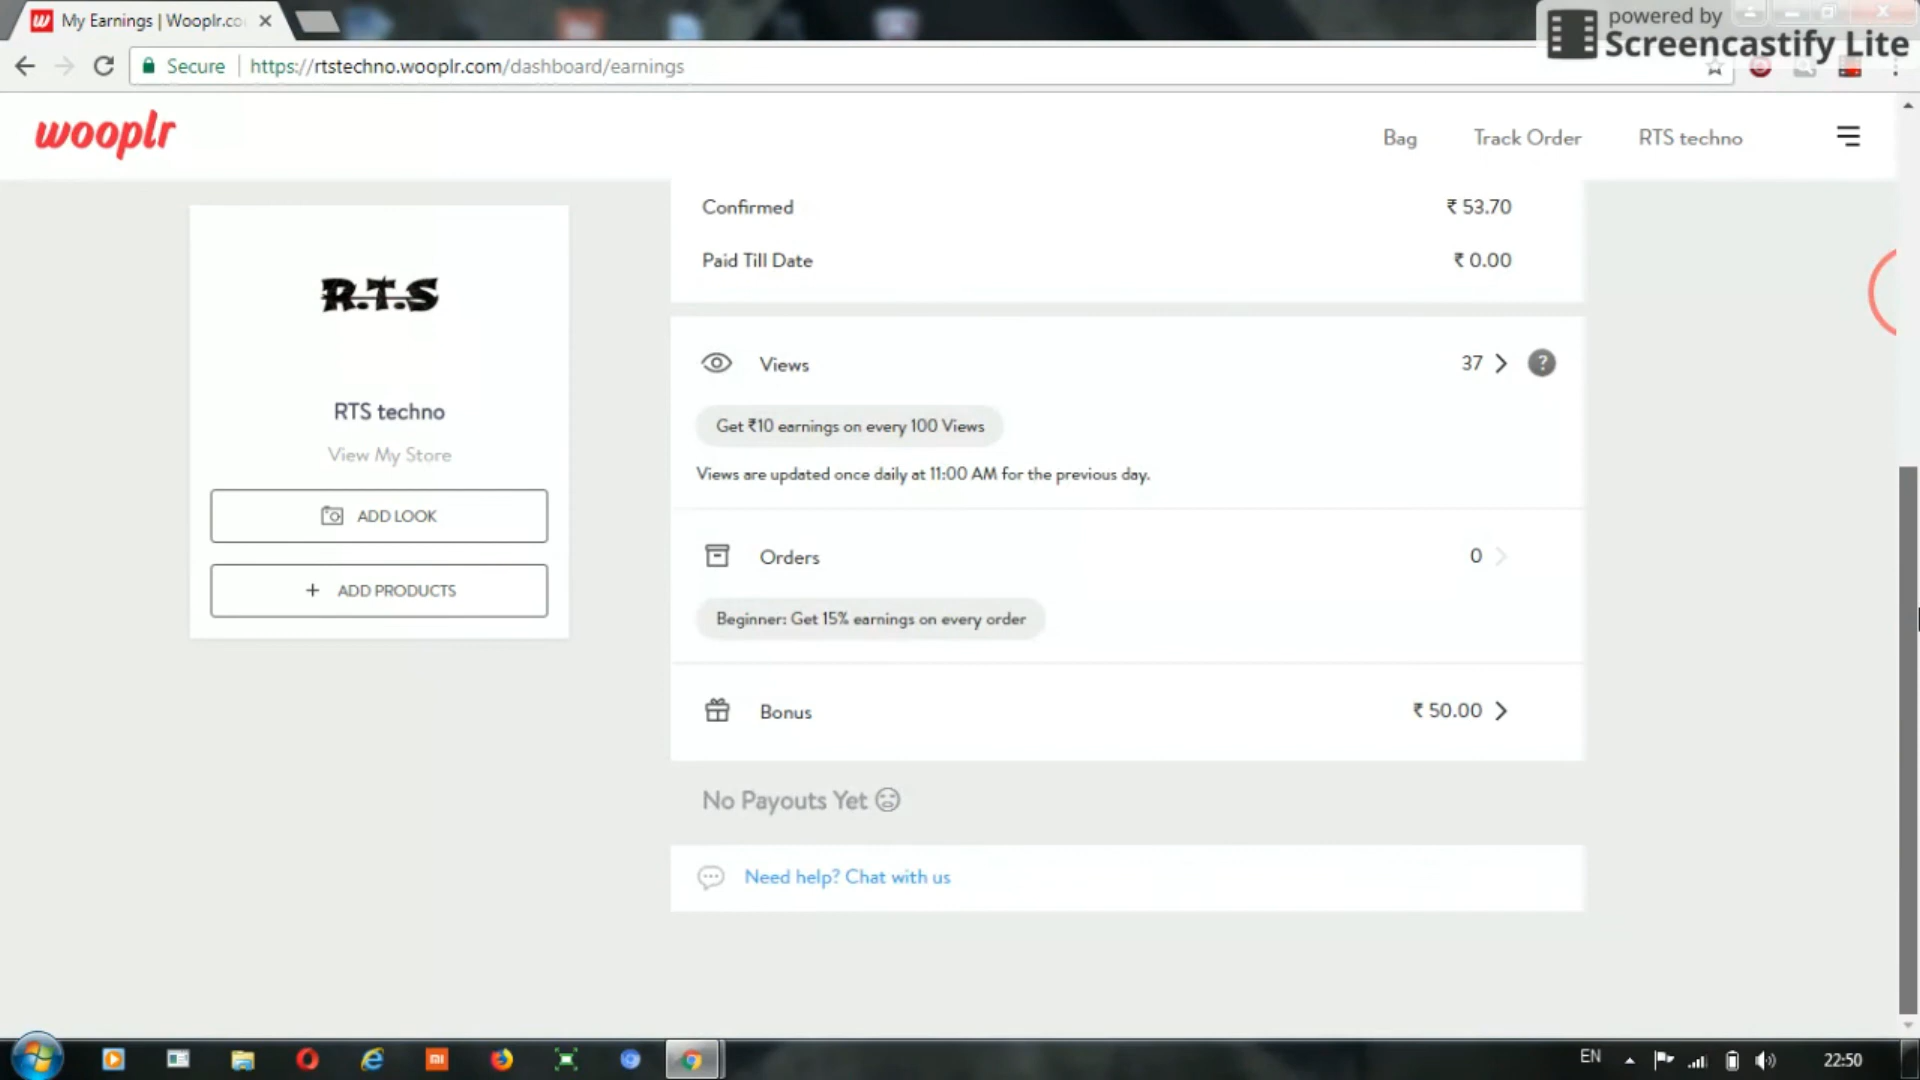 My Earnings | Wooplr.co
powered by
Screencastify Lite
Secure
https://rtstechno.wooplr.com/dashboard/earnings
wooplr
Bag
Track Order
RTS techno
Confirmed
₹ 53.70
Paid Till Date
₹ 0.00
R.T.S
RTS techno
View My Store
ADD LOOK
+ ADD PRODUCTS
Views
37
?
Get ₹10 earnings on every 100 Views
Views are updated once daily at 11:00 AM for the previous day.
Orders
0
Beginner: Get 15% earnings on every order
Bonus
₹ 50.00
No Payouts Yet
Need help? Chat with us
EN
22:50